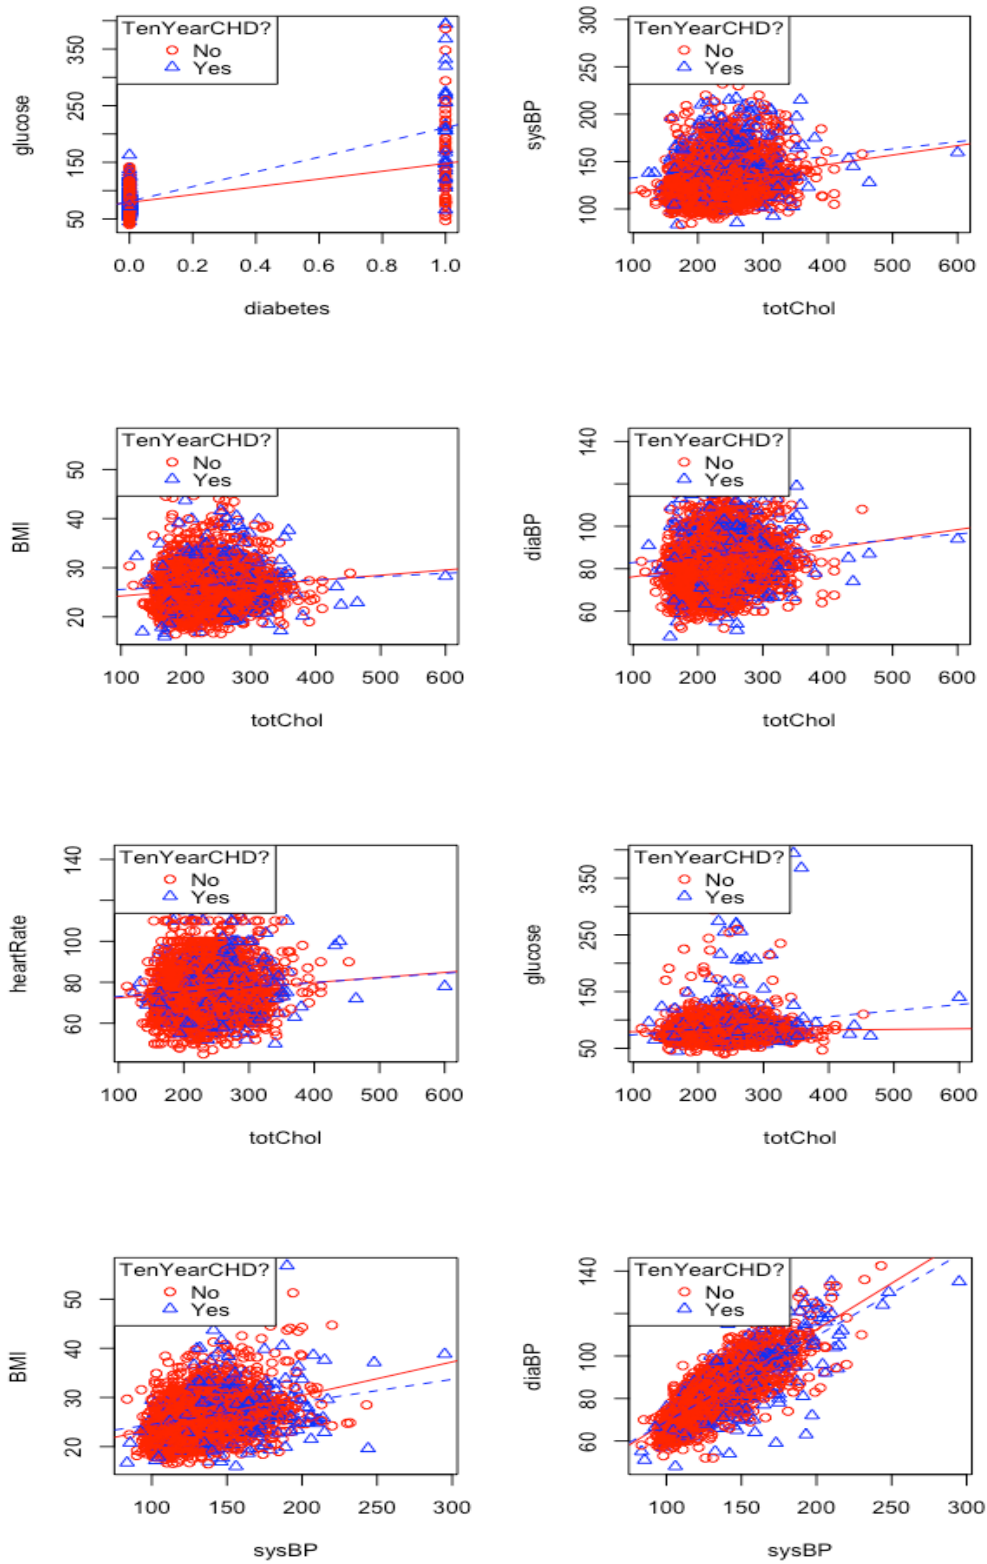 TenYearCHD?
No
Yes
glucose
50 150 250 350
0.0 0.2 0.4 0.6 0.8 1.0
diabetes
TenYearCHD?
No
Yes
sysBP
100 150 200 250 300
100 200 300 400 500 600
totChol
TenYearCHD?
No
Yes
BMI
20 30 40 50
100 200 300 400 500 600
totChol
TenYearCHD?
No
Yes
diaBP
60 80 100 140
100 200 300 400 500 600
totChol
TenYearCHD?
No
Yes
heartRate
60 80 100 140
100 200 300 400 500 600
totChol
TenYearCHD?
No
Yes
glucose
50 150 250 350
100 200 300 400 500 600
totChol
TenYearCHD?
No
Yes
BMI
20 30 40 50
100 150 200 250 300
sysBP
TenYearCHD?
No
Yes
diaBP
60 80 100 140
100 150 200 250 300
sysBP